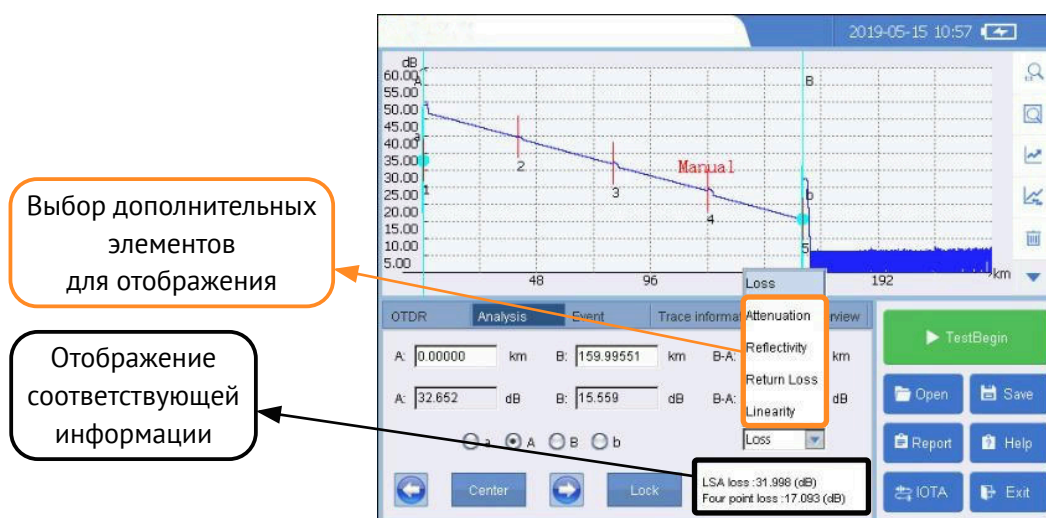 2019-05-15 10:57
dB
60.00
55.00
50.00
45.00
40.00
35.00
30.00
25.00
20.00
15.00
10.00
5.00
A
a
1
2
3
Manual
4
B
b
5
48
96
192
km
Выбор дополнительных
элементов
для отображения
Отображение
соответствующей
информации
OTDR Analysis Event Trace
A: 0.00000 km B: 159.99551 km B-A: km
A: 32.652 dB B: 15.559 dB B-A: dB
a A B b
Loss
Attenuation
Reflectivity
Return Loss
Linearity
Loss
Center Lock
LSA loss :31.998 (dB)
Four point loss :17.093 (dB)
TestBegin
Open Save
Report Help
IOTA Exit